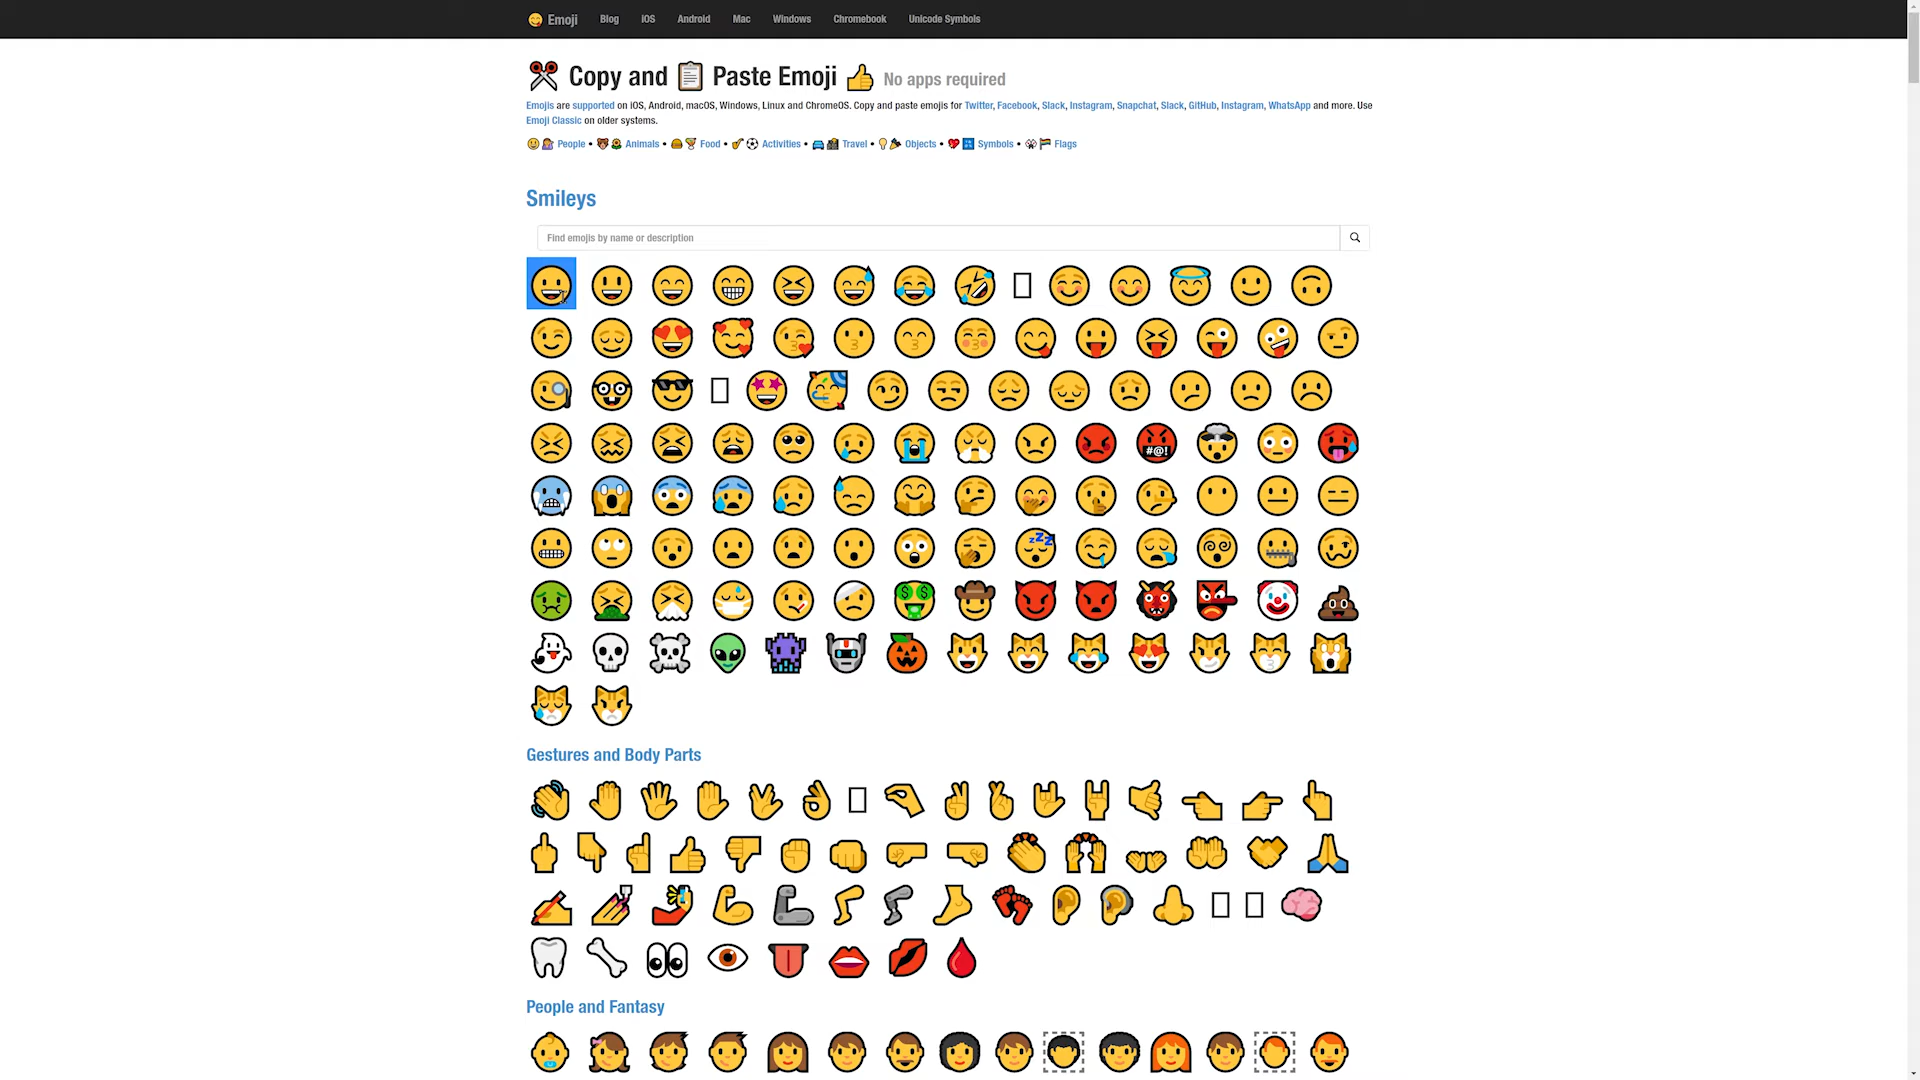 Emoji Blog iOS Android Mac Windows Chromebook Unicode Symbols
Copy and Paste Emoji No apps required
Emojis are supported on iOS, Android, macOS, Windows, Linux and ChromeOS. Copy and paste emojis for Twitter, Facebook, Slack, Instagram, Snapchat, Slack, GitHub, Instagram, WhatsApp and more. Use
Emoji Classic on older systems.
People • Animals • Food • Activities • Travel • Objects • Symbols • Flags
Smileys
Find emojis by name or description
Gestures and Body Parts
People and Fantasy